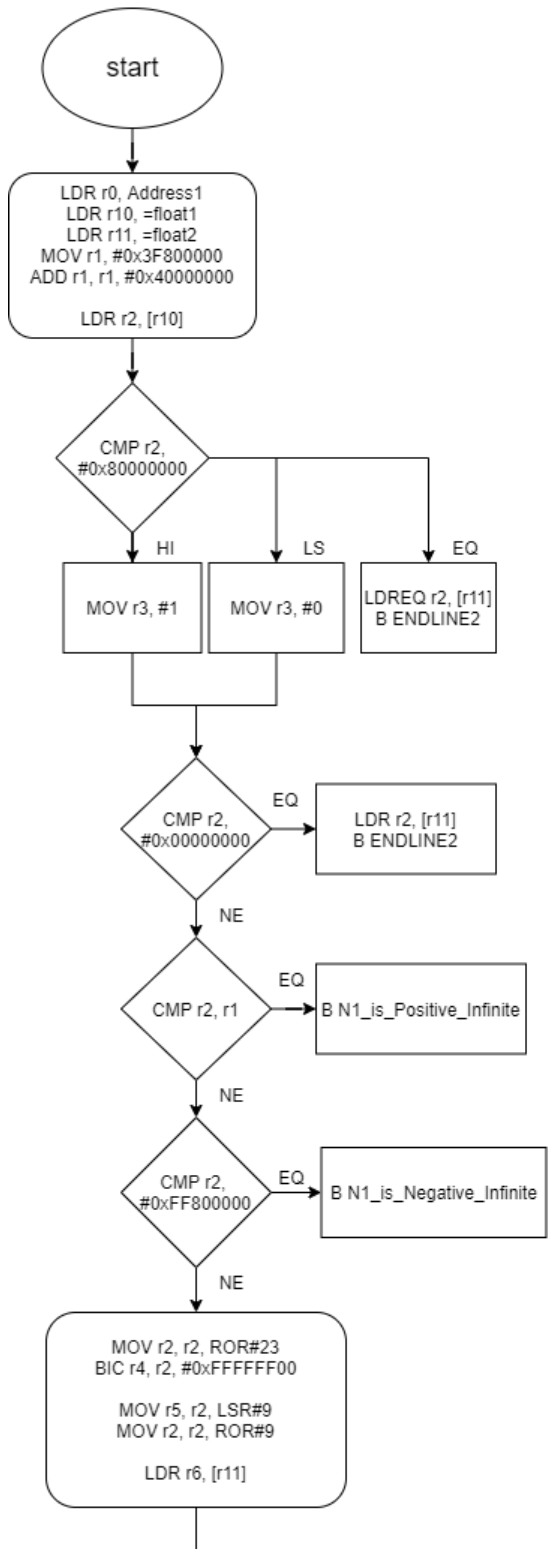 start
LDR r0, Address1
LDR r10, =float1
LDR r11, =float2
MOV r1, #0x3F800000
ADD r1, r1, #0x40000000
LDR r2, [r10]
CMP r2,
#0x80000000
HI
LS
EQ
MOV r3, #1
MOV r3, #0
LDREQ r2, [r11]
B ENDLINE2
CMP r2,
#0x00000000
EQ
LDR r2, [r11]
B ENDLINE2
NE
CMP r2, r1
EQ
B N1_is_Positive_Infinite
NE
CMP r2,
#0xFF800000
EQ
B N1_is_Negative_Infinite
NE
MOV r2, r2, ROR#23
BIC r4, r2, #0xFFFFFF00
MOV r5, r2, LSR#9
MOV r2, r2, ROR#9
LDR r6, [r11]